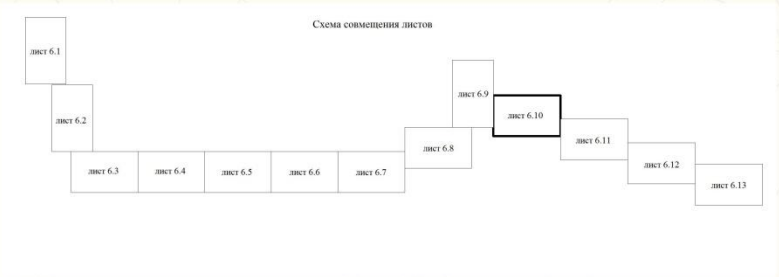 Схема совмещения листов
лист 6.1
лист 6.2
лист 6.3
лист 6.4
лист 6.5
лист 6.6
лист 6.7
лист 6.8
лист 6.9
лист 6.10
лист 6.11
лист 6.12
лист 6.13